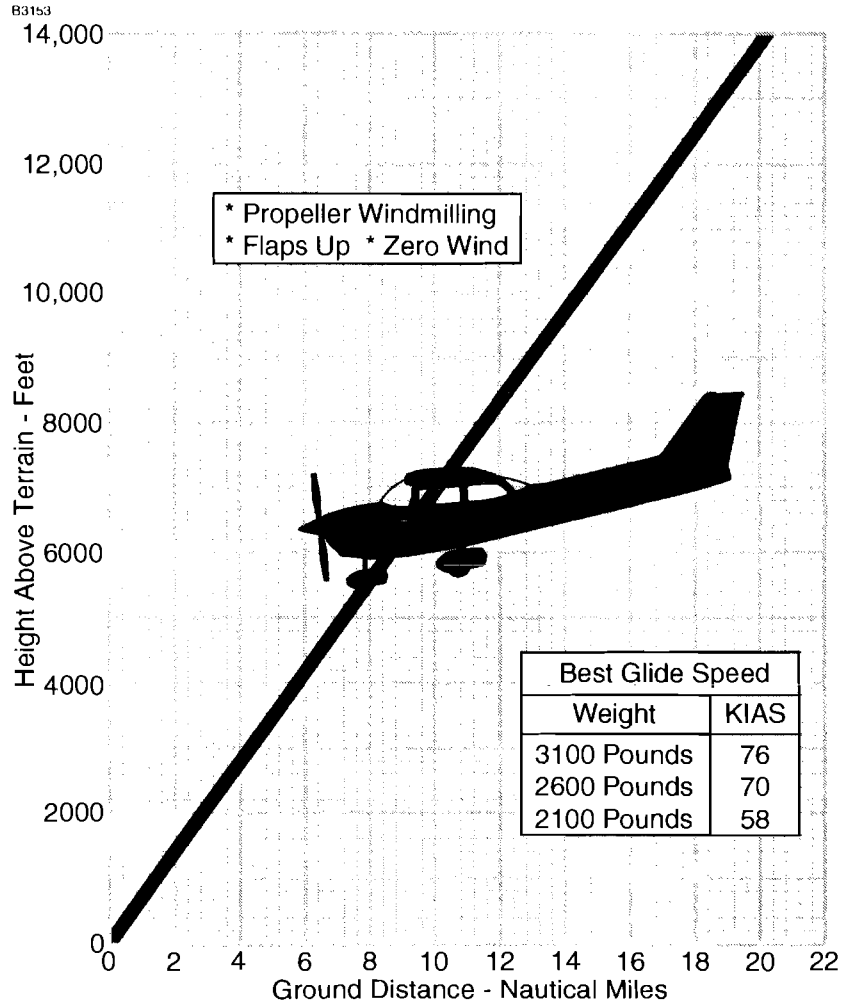 B3153
14,000
12,000
* Propeller Windmilling
* Flaps Up * Zero Wind
10,000
Height Above Terrain - Feet
8000
6000
4000
Best Glide Speed
Weight KIAS
3100 Pounds 76
2600 Pounds 70
2100 Pounds 58
2000
0
0 2 4 6 8 10 12 14 16 18 20 22
Ground Distance - Nautical Miles